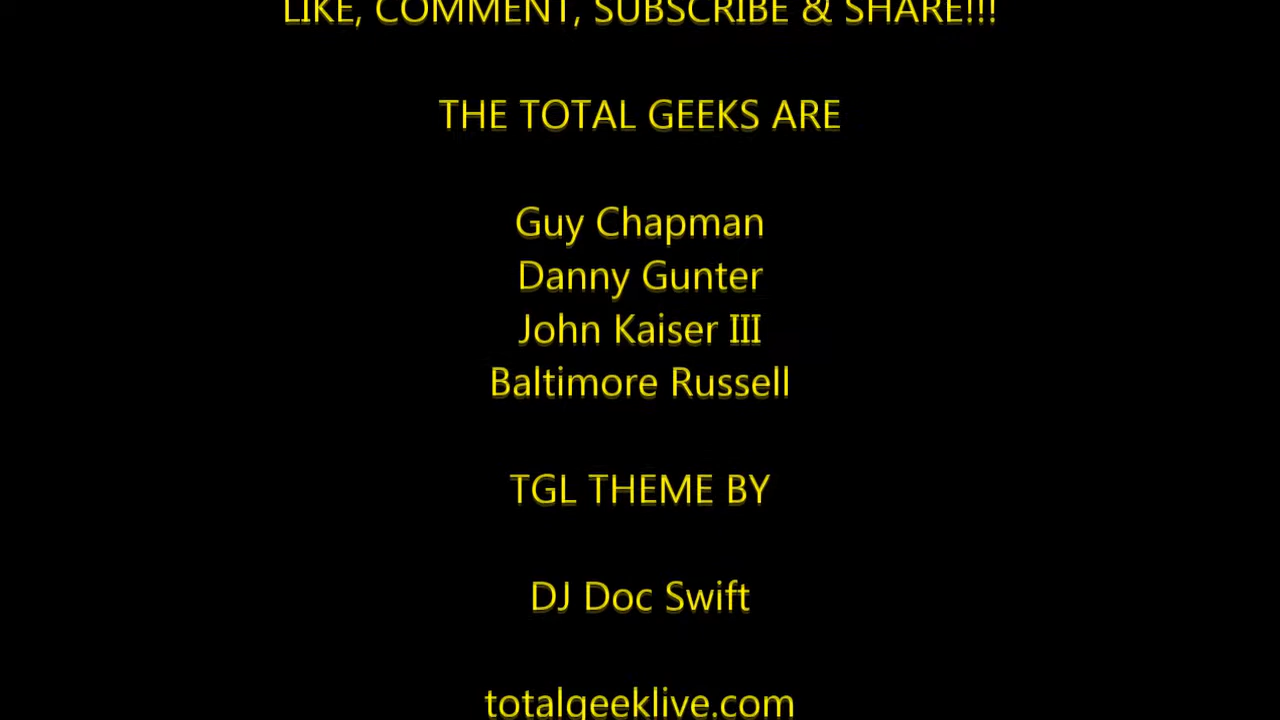 LIKE, COMMENT, SUBSCRIBE & SHARE!!!
THE TOTAL GEEKS ARE
Guy Chapman
Danny Gunter
John Kaiser III
Baltimore Russell
TGL THEME BY
DJ Doc Swift
totalgeeklive.com